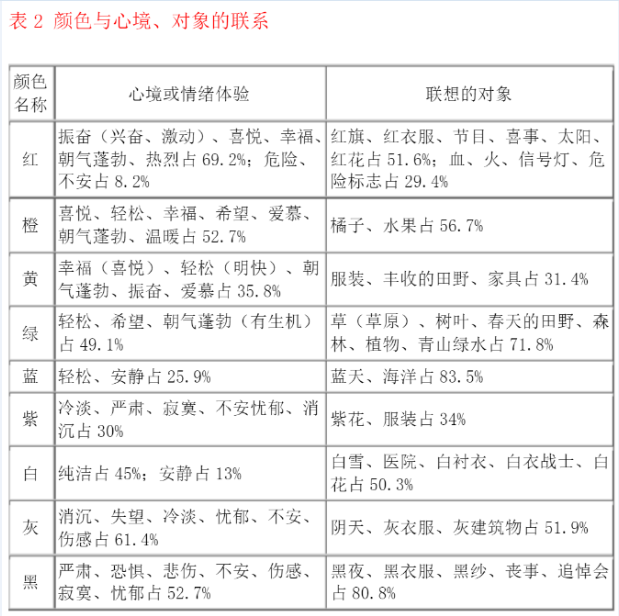 表 2 颜色与心境、对象的联系
颜色
名称
心境或情绪体验
联想的对象
红
振奋（兴奋、激动）、喜悦、幸福、
朝气蓬勃、热烈占 69.2%；危险、
不安占 8.2%
红旗、红衣服、节目、喜事、太阳、
红花占 51.6%；血、火、信号灯、危
险标志占 29.4%
橙
喜悦、轻松、幸福、希望、爱慕、
朝气蓬勃、温暖占 52.7%
橘子、水果占 56.7%
黄
幸福（喜悦）、轻松（明快）、朝
气蓬勃、振奋、爱慕占 35.8%
服装、丰收的田野、家具占 31.4%
绿
轻松、希望、朝气蓬勃（有生机）
占 49.1%
草（草原）、树叶、春天的田野、森
林、植物、青山绿水占 71.8%
蓝
轻松、安静占 25.9%
蓝天、海洋占 83.5%
紫
冷淡、严肃、寂寞、不安忧郁、消
沉占 30%
紫花、服装占 34%
白
纯洁占 45%；安静占 13%
白雪、医院、白衬衣、白衣战士、白
花占 50.3%
灰
消沉、失望、冷淡、忧郁、不安、
伤感占 61.4%
阴天、灰衣服、灰建筑物占 51.9%
黑
严肃、恐惧、悲伤、不安、伤感、
寂寞、忧郁占 52.7%
黑夜、黑衣服、黑纱、丧事、追悼会
占 80.8%